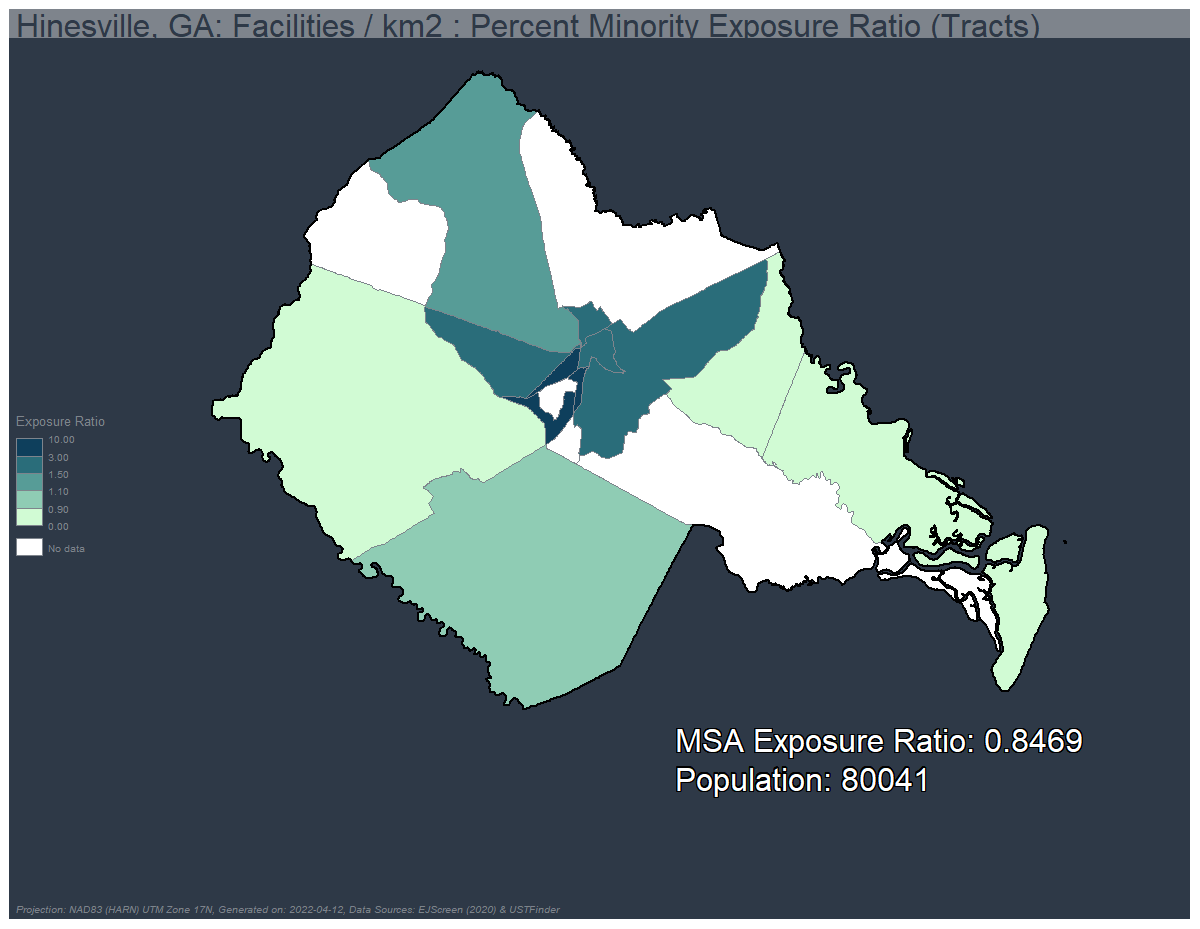 Hinesville, GA: Facilities / km2 : Percent Minority Exposure Ratio (Tracts)
Exposure Ratio
10.00
3.00
1.50
1.10
0.90
0.00
No data
MSA Exposure Ratio: 0.8469
Population: 80041
Projection: NAD83 (HARN) UTM Zone 17N, Generated on: 2022-04-12, Data Sources: EJScreen (2020) & USTFinder